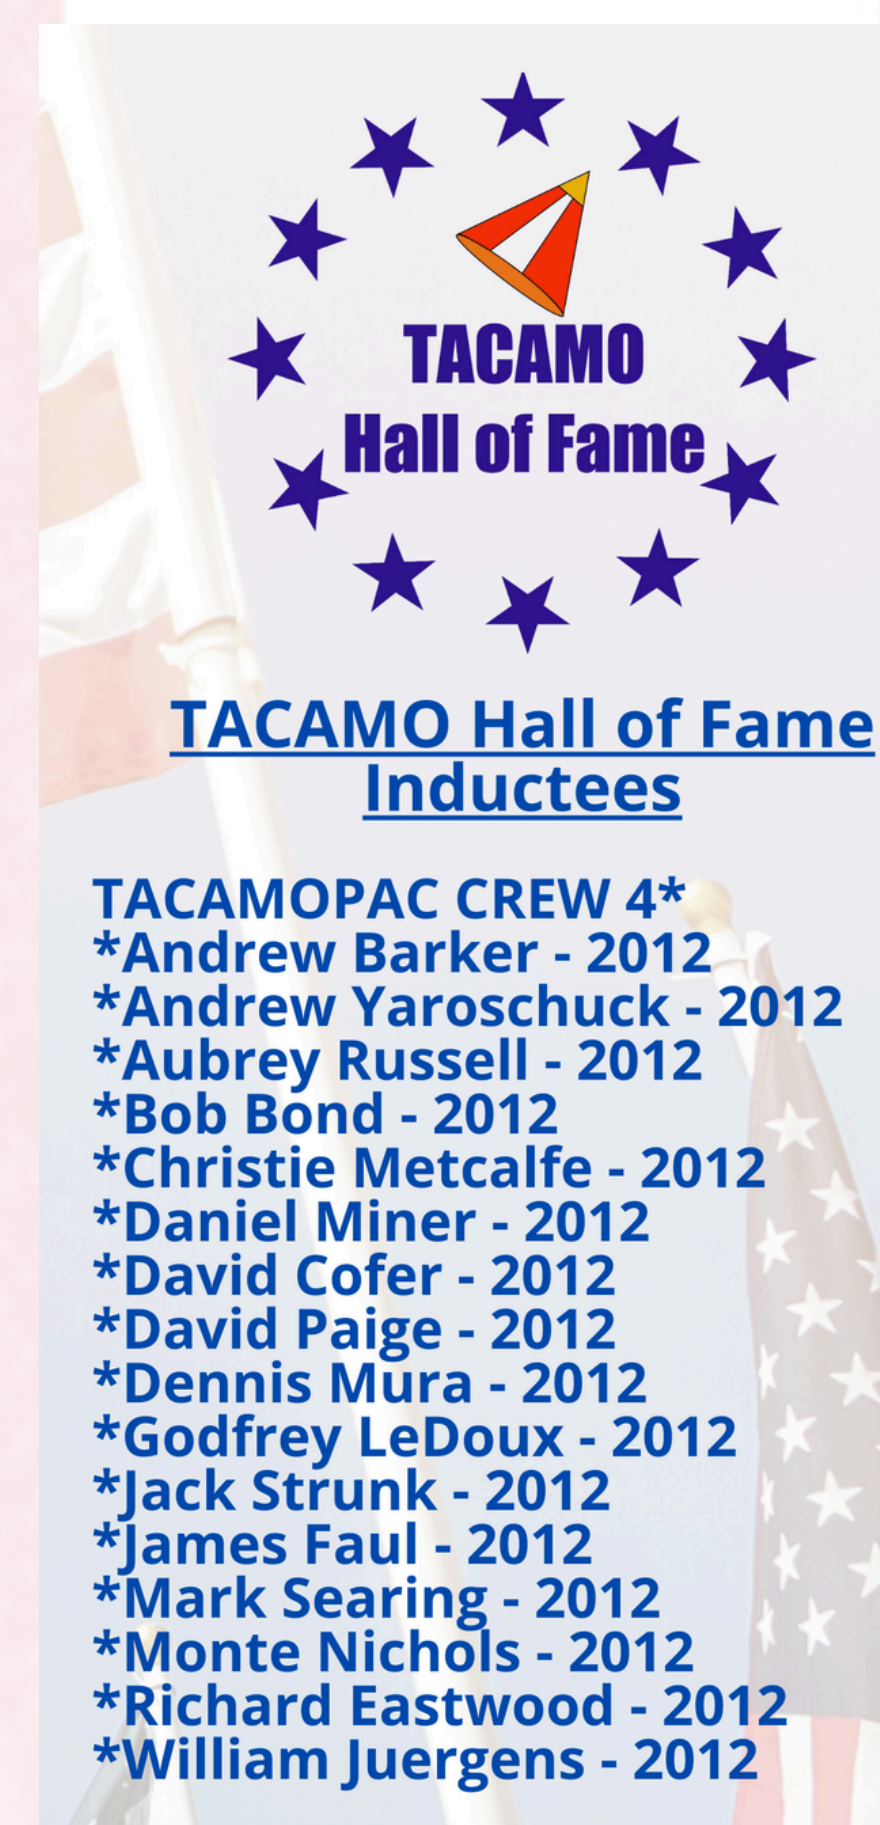 TACAMO
Hall of Fame
TACAMO Hall of Fame
Inductees
TACAMOPAC CREW 4*
*Andrew Barker - 2012
*Andrew Yaroschuck - 2012
*Aubrey Russell - 2012
*Bob Bond - 2012
*Christie Metcalfe - 2012
*Daniel Miner - 2012
*David Cofer - 2012
*David Paige - 2012
*Dennis Mura - 2012
*Godfrey LeDoux - 2012
*Jack Strunk - 2012
*James Faul - 2012
*Mark Searing - 2012
*Monte Nichols - 2012
*Richard Eastwood - 2012
*William Juergens - 2012